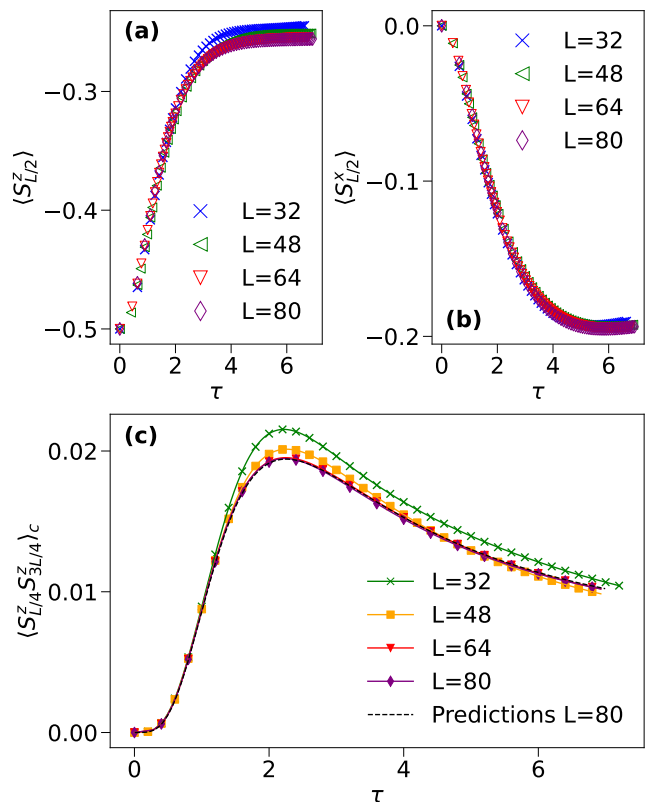 (a)
−0.3
−0.4
−0.5
⟨S^z_{L/2}⟩
L=32
L=48
L=64
L=80
0 2 4 6
τ
0.0
−0.1
−0.2
⟨S^x_{L/2}⟩
L=32
L=48
L=64
L=80
(b)
0 2 4 6
τ
(c)
0.02
0.01
0.00
⟨S^z_{L/4}S^z_{3L/4}⟩_c
L=32
L=48
L=64
L=80
Predictions L=80
0 2 4 6
τ